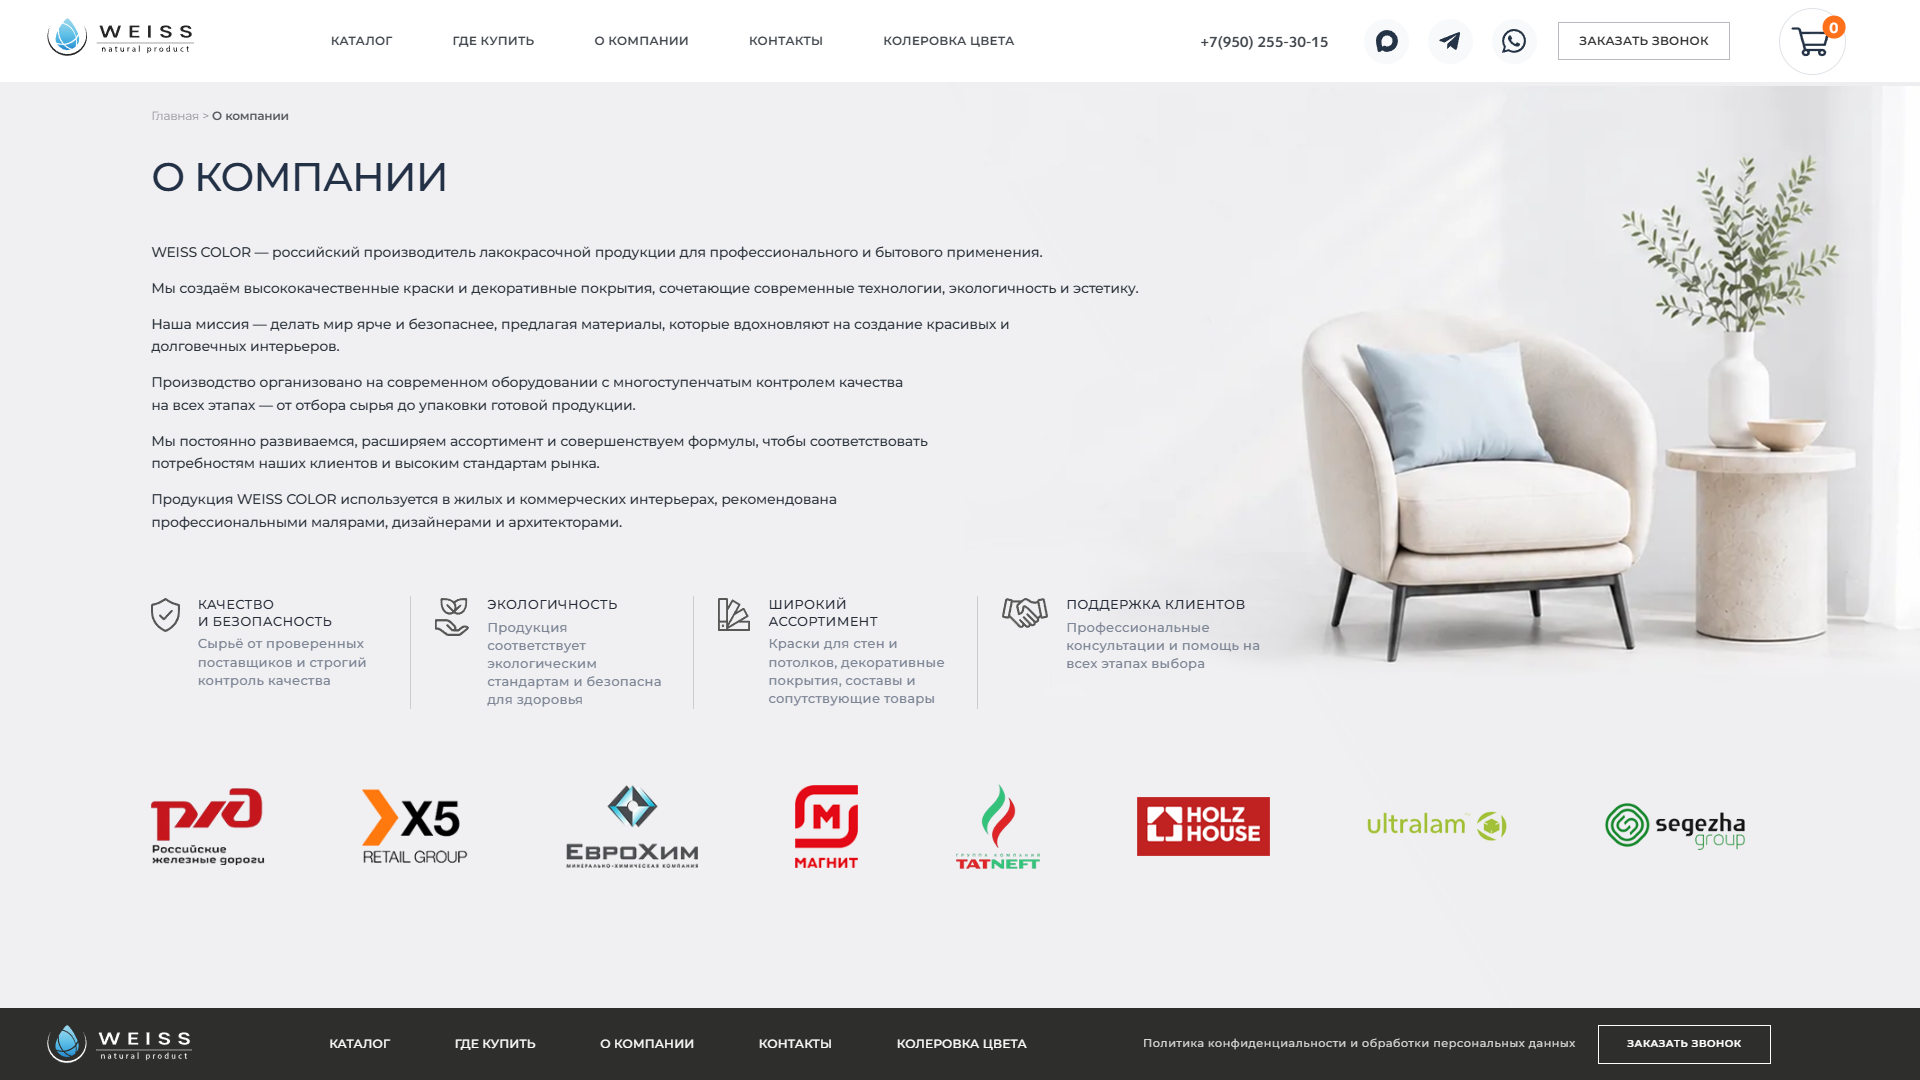 WEISS
natural product
КАТАЛОГ
ГДЕ КУПИТЬ
О КОМПАНИИ
КОНТАКТЫ
КОЛЕРОВКА ЦВЕТА
+7(950) 255-30-15
ЗАКАЗАТЬ ЗВОНОК
0
Главная > О компании
О КОМПАНИИ
WEISS COLOR — российский производитель лакокрасочной продукции для профессионального и бытового применения.
Мы создаём высококачественные краски и декоративные покрытия, сочетающие современные технологии, экологичность и эстетику.
Наша миссия — делать мир ярче и безопаснее, предлагая материалы, которые вдохновляют на создание красивых и
долговечных интерьеров.
Производство организовано на современном оборудовании с многоступенчатым контролем качества
на всех этапах — от отбора сырья до упаковки готовой продукции.
Мы постоянно развиваемся, расширяем ассортимент и совершенствуем формулы, чтобы соответствовать
потребностям наших клиентов и высоким стандартам рынка.
Продукция WEISS COLOR используется в жилых и коммерческих интерьерах, рекомендована
профессиональными малярами, дизайнерами и архитекторами.
КАЧЕСТВО
И БЕЗОПАСНОСТЬ
Сырьё от проверенных
поставщиков и строгий
контроль качества
ЭКОЛОГИЧНОСТЬ
Продукция
соответствует
экологическим
стандартам и безопасна
для здоровья
ШИРОКИЙ
АССОРТИМЕНТ
Краски для стен и
потолков, декоративные
покрытия, составы и
сопутствующие товары
ПОДДЕРЖКА КЛИЕНТОВ
Профессиональные
консультации и помощь на
всех этапах выбора
ржд
Российские
железные дороги
X5
RETAIL GROUP
ЕВРОХИМ
МИНЕРАЛЬНО-ХИМИЧЕСКАЯ КОМПАНИЯ
М
МАГНИТ
ГРУППА КОМПАНИЙ
TATNEFT
HOLZ
HOUSE
ultralam
segezha
group
WEISS
natural product
КАТАЛОГ
ГДЕ КУПИТЬ
О КОМПАНИИ
КОНТАКТЫ
КОЛЕРОВКА ЦВЕТА
Политика конфиденциальности и обработки персональных данных
ЗАКАЗАТЬ ЗВОНОК